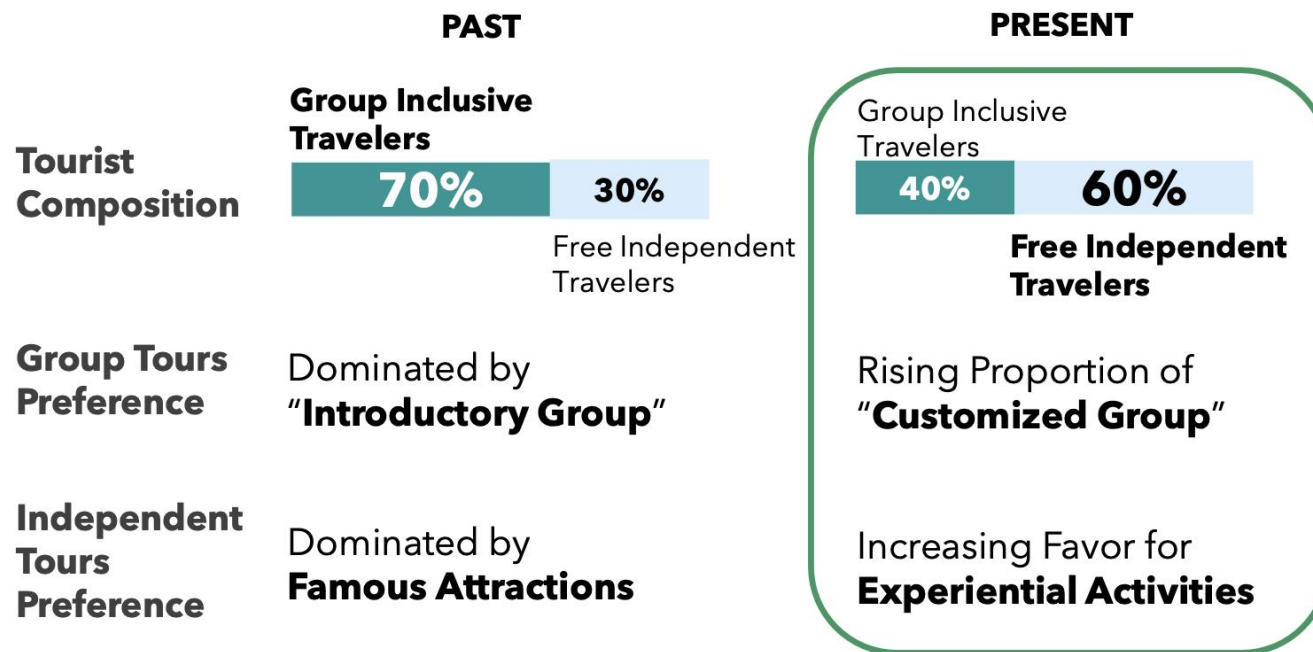 PAST
PRESENT
Tourist
Composition
Group Inclusive
Travelers
70%
30%
Free Independent
Travelers
Group Inclusive
Travelers
40%
60%
Free Independent
Travelers
Group Tours
Preference
Dominated by
“Introductory Group”
Rising Proportion of
“Customized Group”
Independent
Tours
Preference
Dominated by
Famous Attractions
Increasing Favor for
Experiential Activities